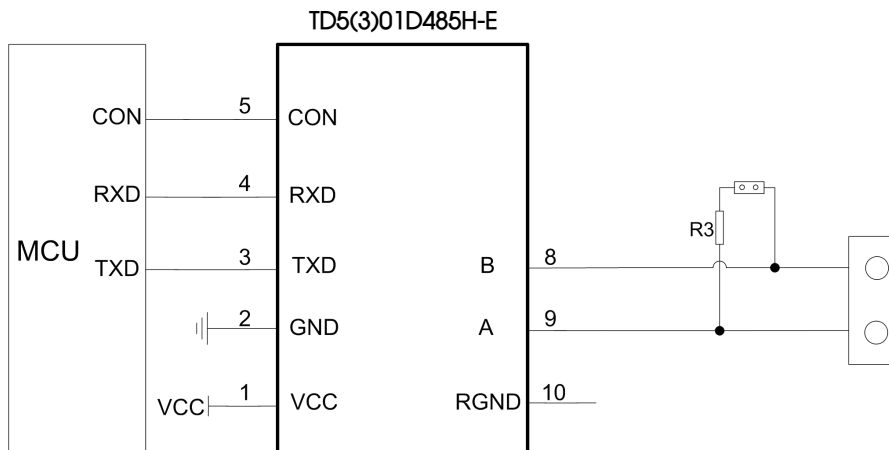 TD5(3)01D485H-E
CON 5 CON
RXD 4 RXD
R3
MCU
TXD 3 TXD B 8
2 GND A 9
VCC 1 VCC RGND 10